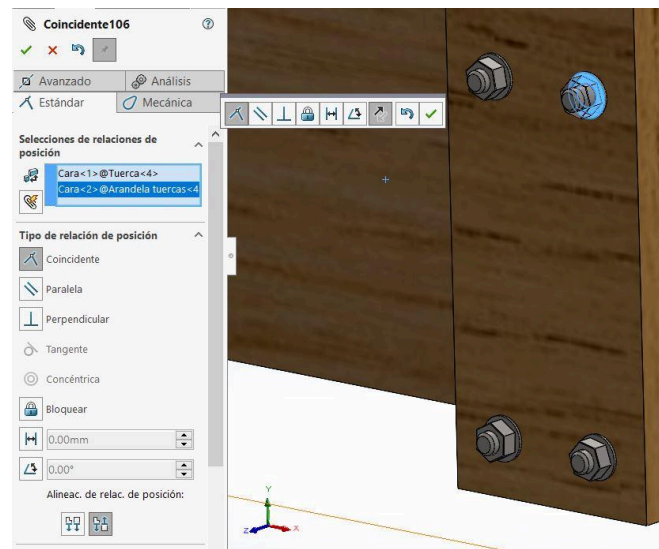 Coincidente106
Avanzado
Análisis
Estándar
Mecánica
Selecciones de relaciones de
posición
Cara<1>@Tuerca<4>
Cara<2>@Arandela tuercas<4
Tipo de relación de posición
Coincidente
Paralela
Perpendicular
Tangente
Concéntrica
Bloquear
0.00mm
0.00°
Alineac. de relac. de posición:
Y
Z
X